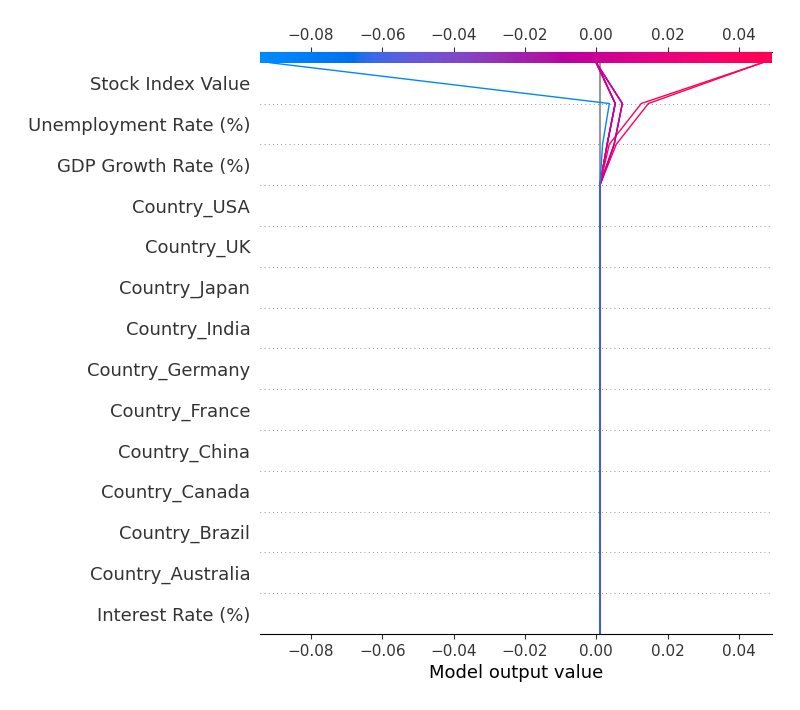 −0.08 −0.06 −0.04 −0.02 0.00 0.02 0.04
Stock Index Value
Unemployment Rate (%)
GDP Growth Rate (%)
Country_USA
Country_UK
Country_Japan
Country_India
Country_Germany
Country_France
Country_China
Country_Canada
Country_Brazil
Country_Australia
Interest Rate (%)
−0.08 −0.06 −0.04 −0.02 0.00 0.02 0.04
Model output value